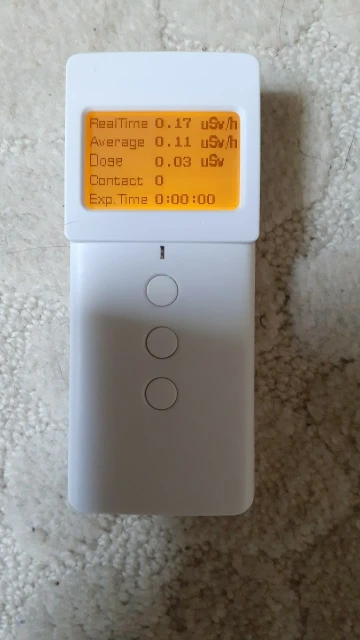 RealTime 0.17 uSv/h
Average 0.11 uSv/h
Dose 0.03 uSv
Contact 0
Exp.Time 0:00:00